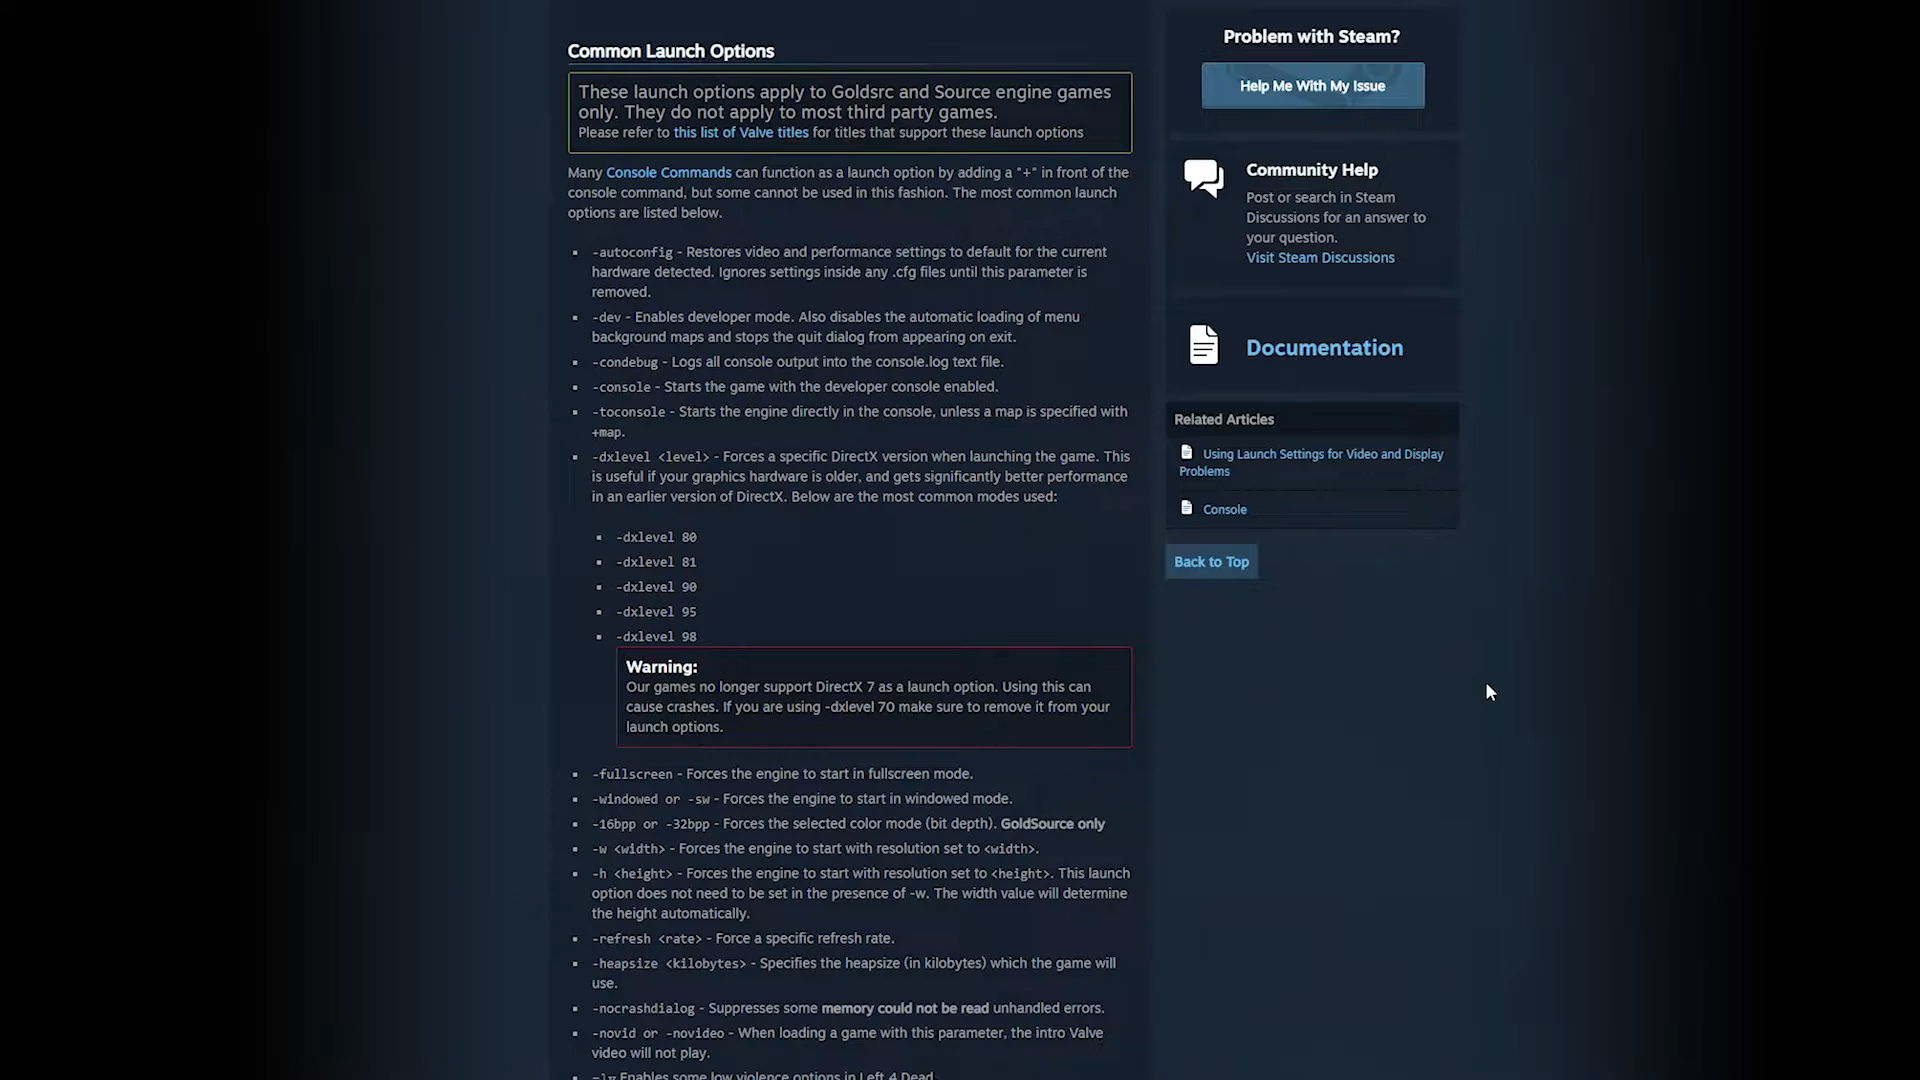 Common Launch Options
These launch options apply to Goldsrc and Source engine games
only. They do not apply to most third party games.
Please refer to this list of Valve titles for titles that support these launch options
Many Console Commands can function as a launch option by adding a "+" in front of the
console command, but some cannot be used in this fashion. The most common launch
options are listed below.
-autoconfig - Restores video and performance settings to default for the current
hardware detected. Ignores settings inside any .cfg files until this parameter is
removed.
-dev - Enables developer mode. Also disables the automatic loading of menu
background maps and stops the quit dialog from appearing on exit.
-condebug - Logs all console output into the console.log text file.
-console - Starts the game with the developer console enabled.
-toconsole - Starts the engine directly in the console, unless a map is specified with
+map.
-dxlevel <level> - Forces a specific DirectX version when launching the game. This
is useful if your graphics hardware is older, and gets significantly better performance
in an earlier version of DirectX. Below are the most common modes used:
-dxlevel 80
-dxlevel 81
-dxlevel 90
-dxlevel 95
-dxlevel 98
Warning:
Our games no longer support DirectX 7 as a launch option. Using this can
cause crashes. If you are using -dxlevel 70 make sure to remove it from your
launch options.
-fullscreen - Forces the engine to start in fullscreen mode.
-windowed or -sw - Forces the engine to start in windowed mode.
-16bpp or -32bpp - Forces the selected color mode (bit depth). GoldSource only
-w <width> - Forces the engine to start with resolution set to <width>.
-h <height> - Forces the engine to start with resolution set to <height>. This launch
option does not need to be set in the presence of -w. The width value will determine
the height automatically.
-refresh <rate> - Force a specific refresh rate.
-heapsize <kilobytes> - Specifies the heapsize (in kilobytes) which the game will
use.
-nocrashdialog - Suppresses some memory could not be read unhandled errors.
-novid or -novideo - When loading a game with this parameter, the intro Valve
video will not play.
-lv Enables some low violence options in Left 4 Dead
Problem with Steam?
Help Me With My Issue
Community Help
Post or search in Steam
Discussions for an answer to
your question.
Visit Steam Discussions
Documentation
Related Articles
Using Launch Settings for Video and Display
Problems
Console
Back to Top